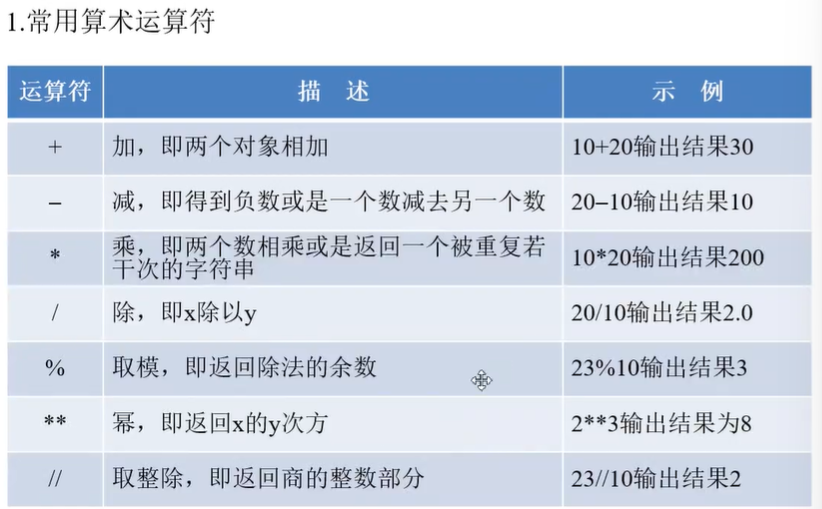 1.常用算术运算符
运算符 描 述 示 例
+ 加，即两个对象相加 10+20输出结果30
– 减，即得到负数或是一个数减去另一个数 20–10输出结果10
* 乘，即两个数相乘或是返回一个被重复若 10*20输出结果200
干次的字符串
/ 除，即x除以y 20/10输出结果2.0
% 取模，即返回除法的余数 23%10输出结果3
** 幂，即返回x的y次方 2**3输出结果为8
// 取整除，即返回商的整数部分 23//10输出结果2